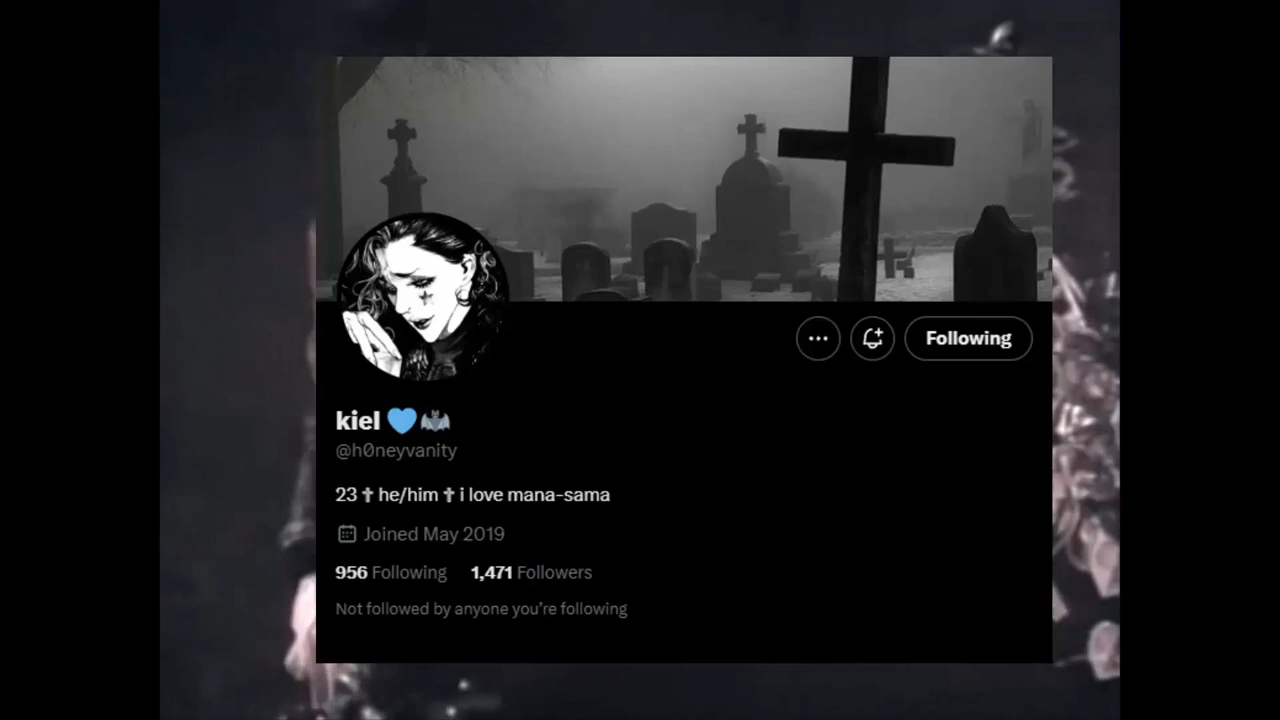 Following
kiel 💙🦇
@h0neyvanity
23 ✝ he/him ✝ i love mana-sama
Joined May 2019
956 Following 1,471 Followers
Not followed by anyone you're following